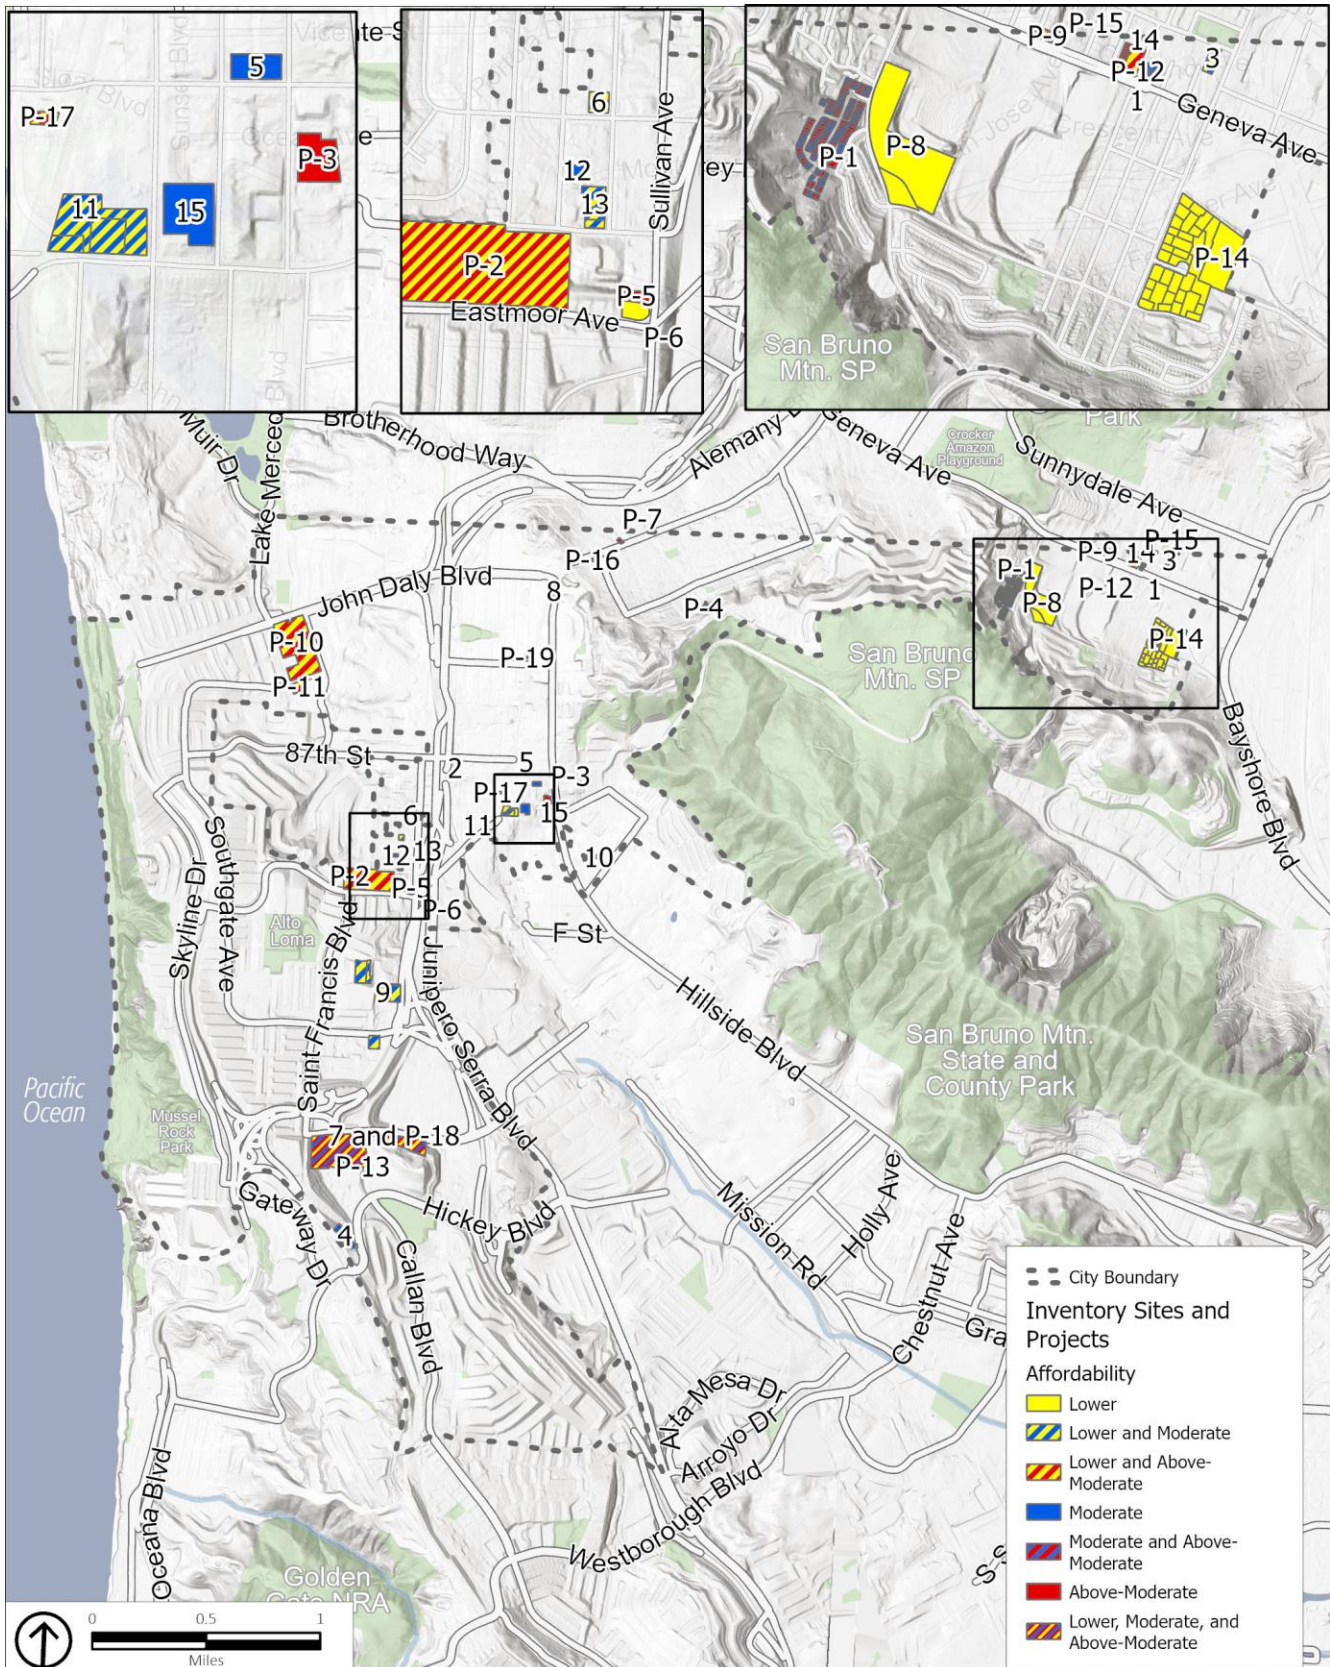 Vicente St
5
P-17
P-3
11
15
6
12
13
P-2
P-5
Eastmoor Ave
P-6
Sullivan Ave
P-15
P-9
14
3
P-12
1
Geneva Ave
P-8
P-1
P-14
San Bruno
Mtn. SP
Park
Muir Dr
Lake Merced
Brotherhood Way
Alemany
Geneva Ave
Crocker
Amazon
Playground
Sunnydale Ave
P-7
P-16
P-15
P-9
14
3
P-1
P-12
1
P-8
P-14
John Daly Blvd
8
P-4
P-10
P-19
San Bruno
Mtn. SP
P-11
87th St
2
5
P-3
P-17
15
11
6
13
12
10
P-2
P-5
P-6
Bayshore Blvd
Skyline Dr
Southgate Ave
Alto
Loma
Saint Francis Blvd
Junipero Serra Blvd
F St
Hillside Blvd
9
San Bruno Mtn.
State and
County Park
Pacific
Ocean
Mussel
Rock
Park
7 and P-18
P-13
Gateway Dr
4
Hickey Blvd
Callan Blvd
Mission Rd
Holly Ave
Chestnut Ave
Gra
Alta Mesa Dr
Arroyo Dr
Westborough Blvd
Oceana Blvd
Golden
Gate NRA
S-S
City Boundary
Inventory Sites and
Projects
Affordability
Lower
Lower and Moderate
Lower and Above-
Moderate
Moderate
Moderate and Above-
Moderate
Above-Moderate
Lower, Moderate, and
Above-Moderate
0 0.5 1
Miles